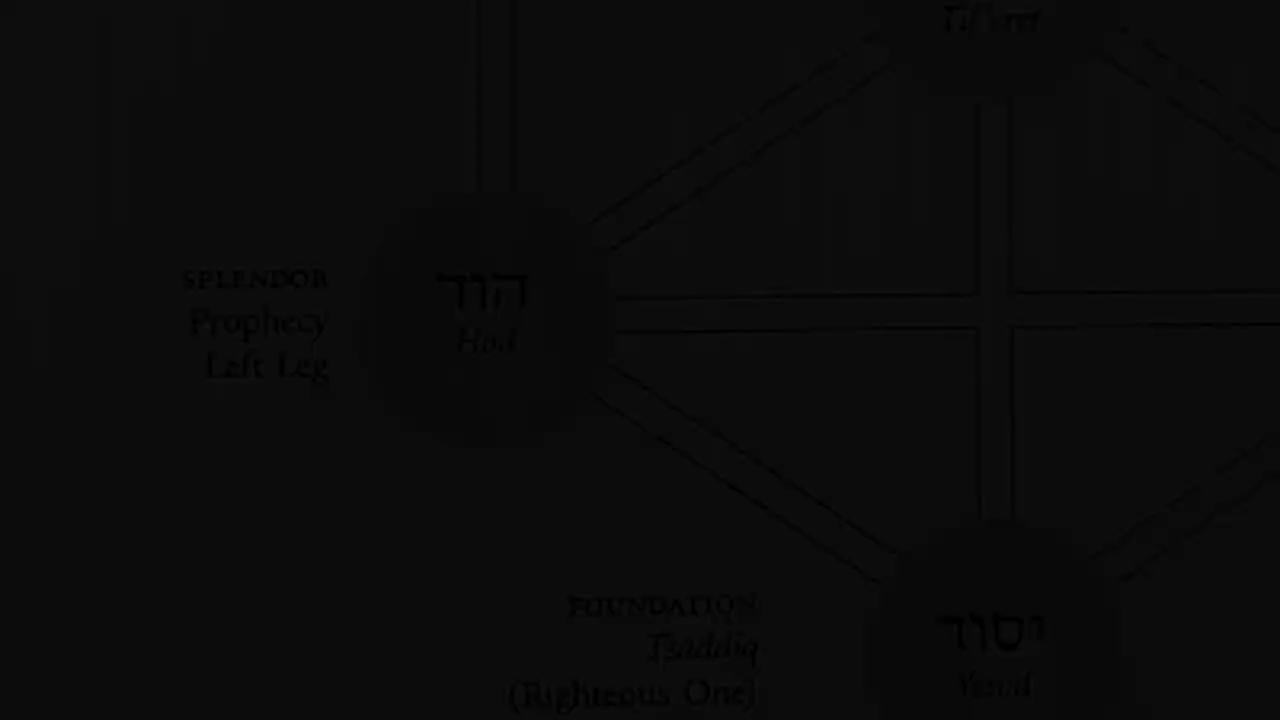 Tif'eret
SPLENDOR
Prophecy
Left Leg
הוד
Hod
FOUNDATION
Tsaddiq
(Righteous One)
יסוד
Yesod